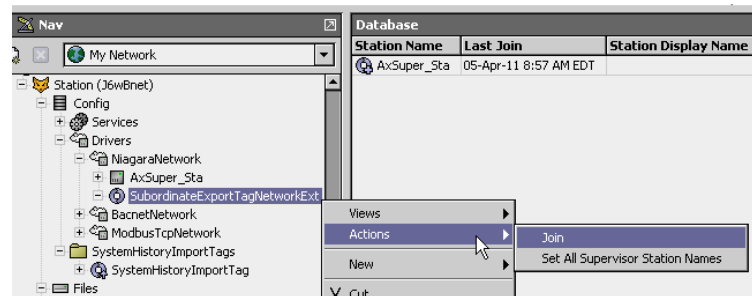 Nav
My Network
Station (J6wBnet)
Config
Services
Drivers
NiagaraNetwork
AxSuper_Sta
SubordinateExportTagNetworkExt
BacnetNetwork
ModbusTcpNetwork
SystemHistoryImportTags
SystemHistoryImportTag
Files
Database
Station Name Last Join Station Display Name
AxSuper_Sta 05-Apr-11 8:57 AM EDT
Views
Actions
New
Cut
Join
Set All Supervisor Station Names